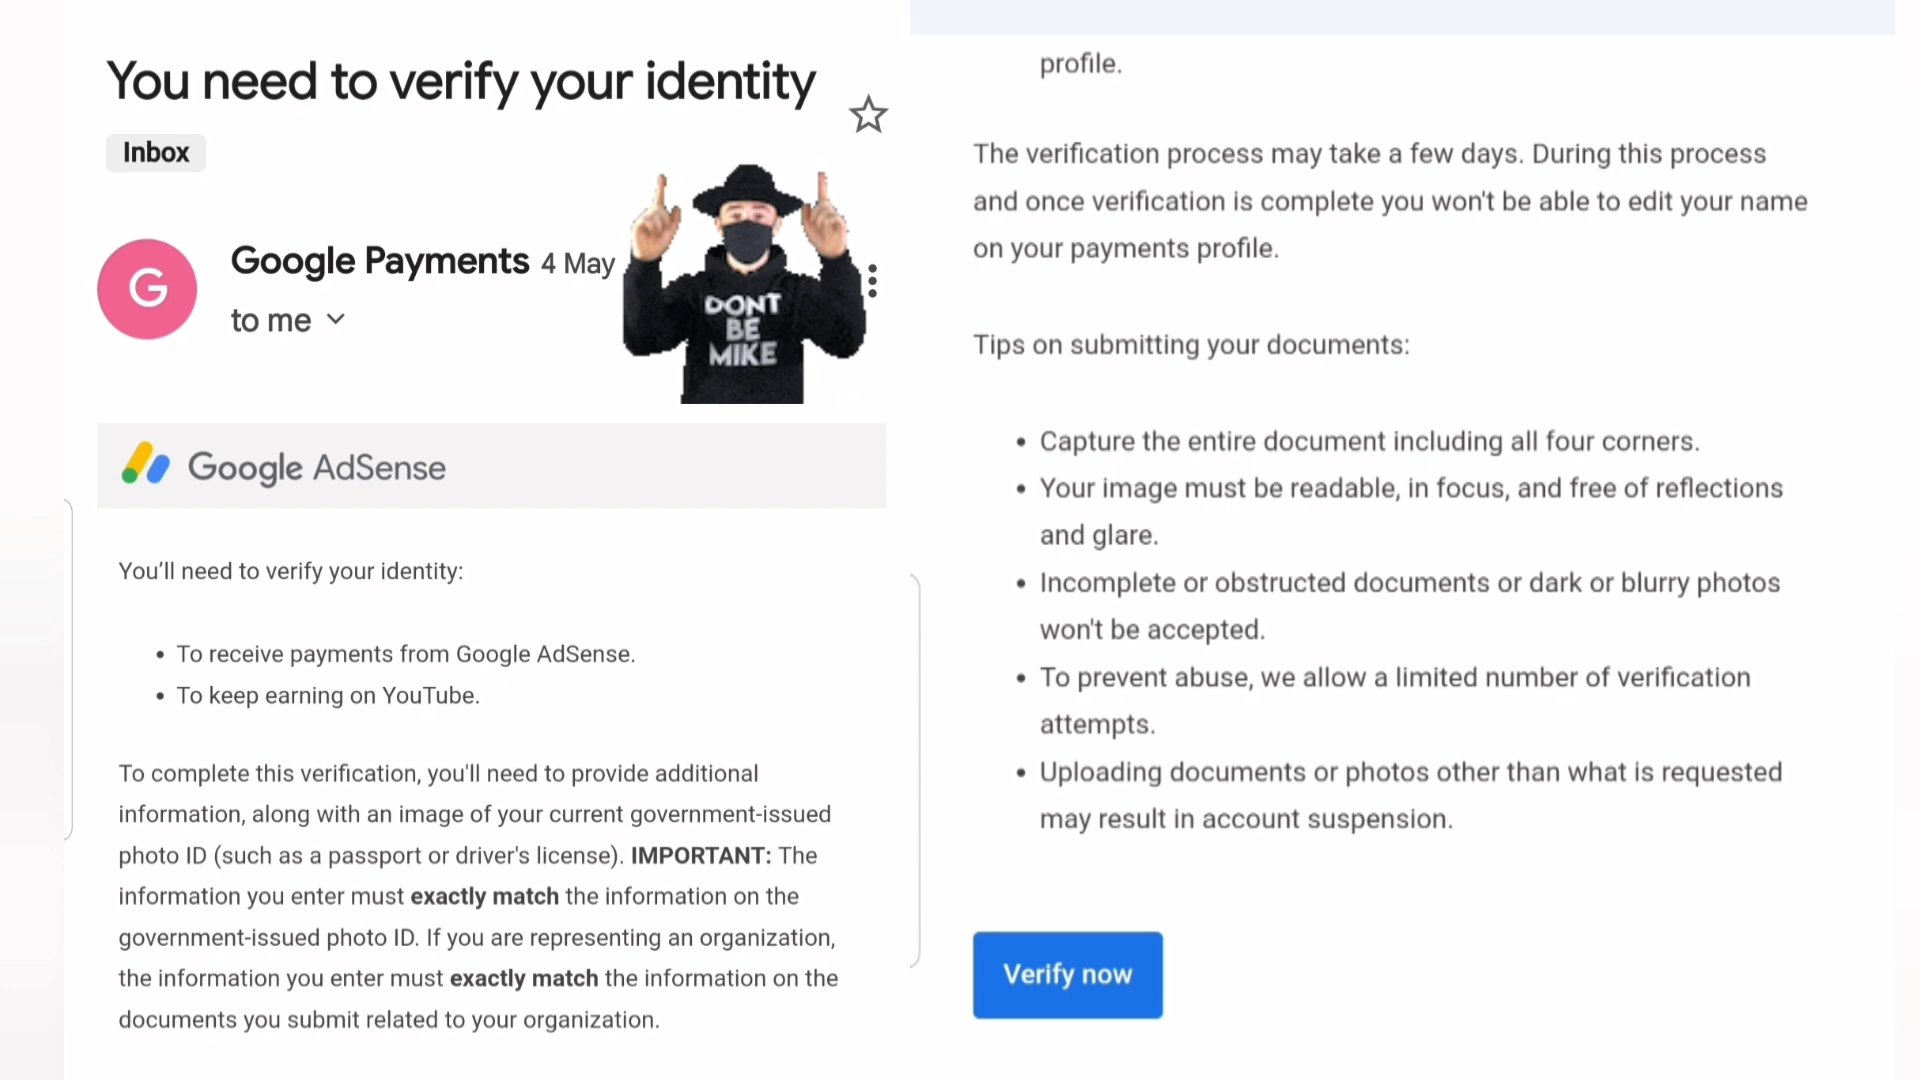 You need to verify your identity
Inbox
Google Payments 4 May
to me
G
DONT
BE
MIKE
Google AdSense
You’ll need to verify your identity:
• To receive payments from Google AdSense.
• To keep earning on YouTube.
To complete this verification, you'll need to provide additional
information, along with an image of your current government-issued
photo ID (such as a passport or driver's license). IMPORTANT: The
information you enter must exactly match the information on the
government-issued photo ID. If you are representing an organization,
the information you enter must exactly match the information on the
documents you submit related to your organization.
profile.
The verification process may take a few days. During this process
and once verification is complete you won't be able to edit your name
on your payments profile.
Tips on submitting your documents:
• Capture the entire document including all four corners.
• Your image must be readable, in focus, and free of reflections
and glare.
• Incomplete or obstructed documents or dark or blurry photos
won't be accepted.
• To prevent abuse, we allow a limited number of verification
attempts.
• Uploading documents or photos other than what is requested
may result in account suspension.
Verify now